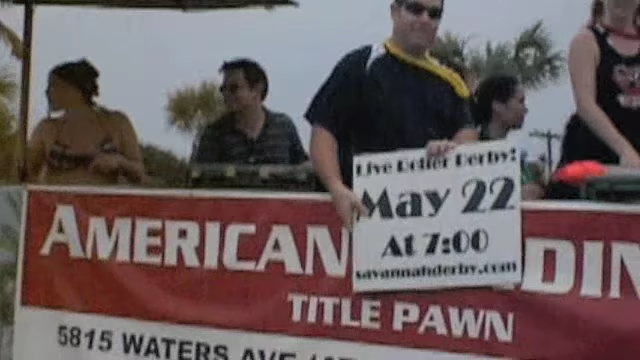 Live Roller Derby!
May 22
At 7:00
savannahderby.com
AMERICAN DIN
TITLE PAWN
5815 WATERS AVE